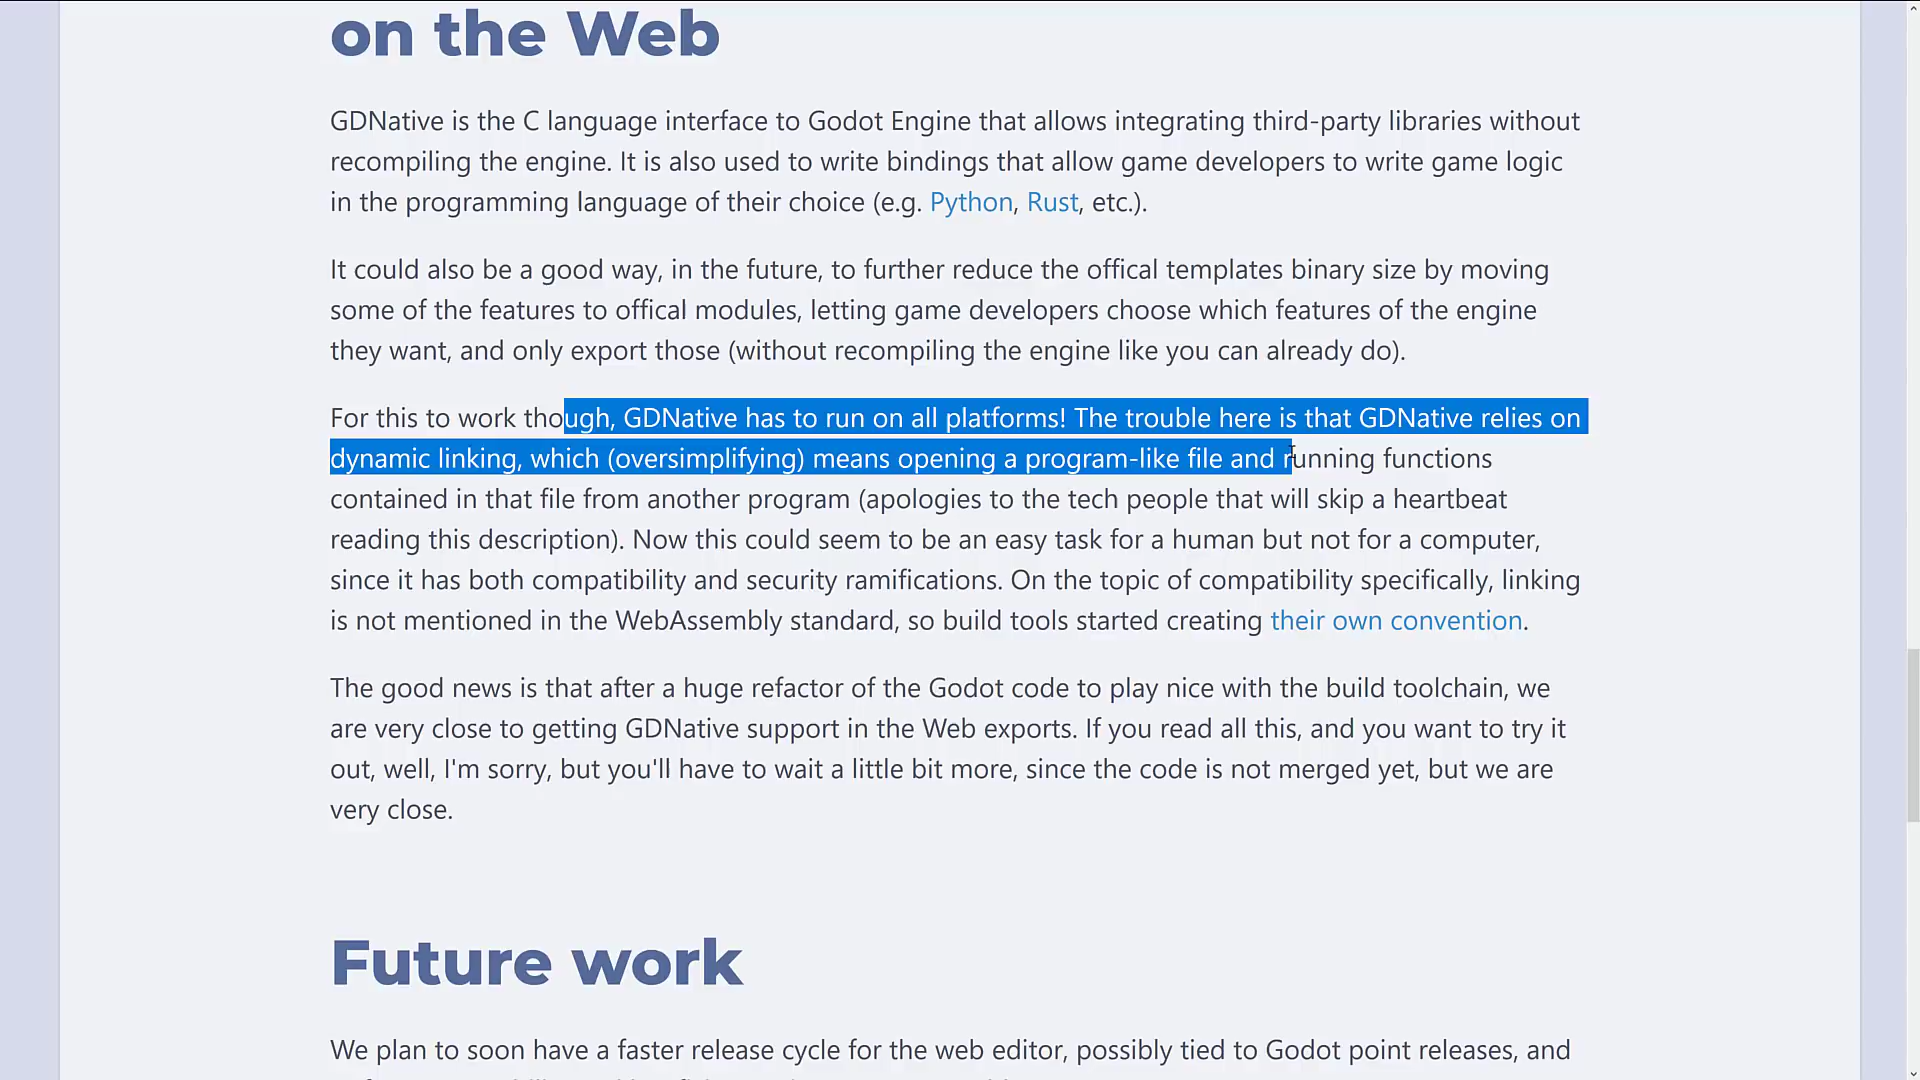 on the Web
GDNative is the C language interface to Godot Engine that allows integrating third-party libraries without
recompiling the engine. It is also used to write bindings that allow game developers to write game logic
in the programming language of their choice (e.g. Python, Rust, etc.).
It could also be a good way, in the future, to further reduce the offical templates binary size by moving
some of the features to offical modules, letting game developers choose which features of the engine
they want, and only export those (without recompiling the engine like you can already do).
For this to work though, GDNative has to run on all platforms! The trouble here is that GDNative relies on
dynamic linking, which (oversimplifying) means opening a program-like file and running functions
contained in that file from another program (apologies to the tech people that will skip a heartbeat
reading this description). Now this could seem to be an easy task for a human but not for a computer,
since it has both compatibility and security ramifications. On the topic of compatibility specifically, linking
is not mentioned in the WebAssembly standard, so build tools started creating their own convention.
The good news is that after a huge refactor of the Godot code to play nice with the build toolchain, we
are very close to getting GDNative support in the Web exports. If you read all this, and you want to try it
out, well, I'm sorry, but you'll have to wait a little bit more, since the code is not merged yet, but we are
very close.
Future work
We plan to soon have a faster release cycle for the web editor, possibly tied to Godot point releases, and